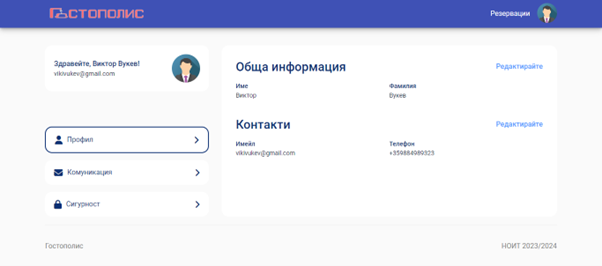 Гостополис
Резервации
Здравейте, Виктор Вукев!
vikivukev@gmail.com
Профил
Комуникация
Сигурност
Обща информация
Редактирайте
Име
Фамилия
Виктор
Вукев
Контакти
Редактирайте
Имейл
Телефон
vikivukev@gmail.com
+359884989323
Гостополис
НОИТ 2023/2024